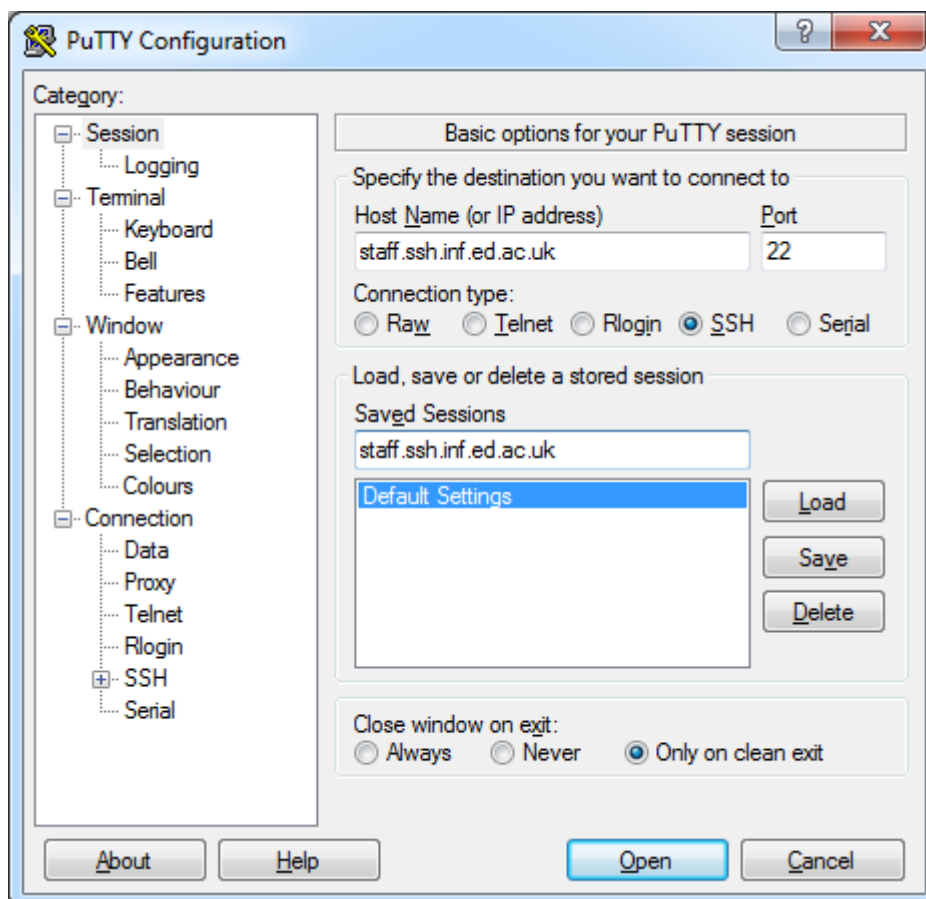 PuTTY Configuration
Category:
Session
Logging
Terminal
Keyboard
Bell
Features
Window
Appearance
Behaviour
Translation
Selection
Colours
Connection
Data
Proxy
Telnet
Rlogin
SSH
Serial
Basic options for your PuTTY session
Specify the destination you want to connect to
Host Name (or IP address) Port
staff.ssh.inf.ed.ac.uk 22
Connection type:
Raw Telnet Rlogin SSH Serial
Load, save or delete a stored session
Saved Sessions
staff.ssh.inf.ed.ac.uk
Default Settings
Load
Save
Delete
Close window on exit:
Always Never Only on clean exit
About Help Open Cancel